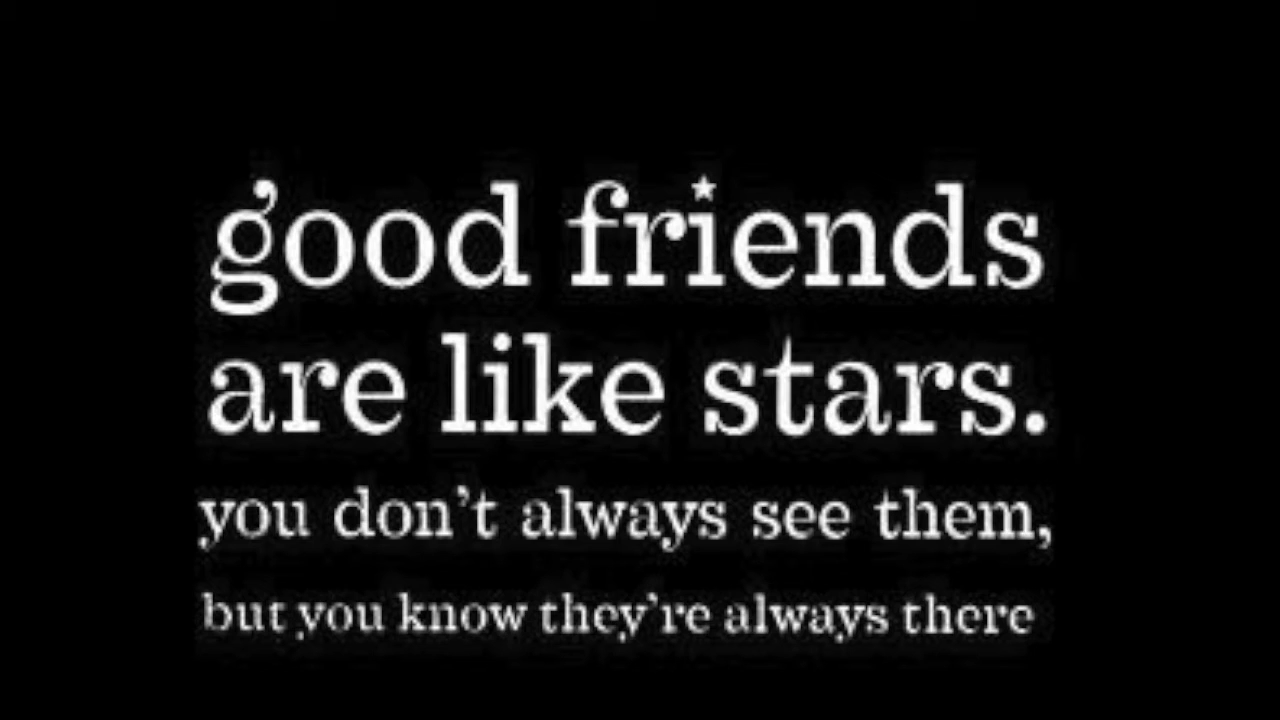 good friends
are like stars.
you don't always see them,
but you know they're always there